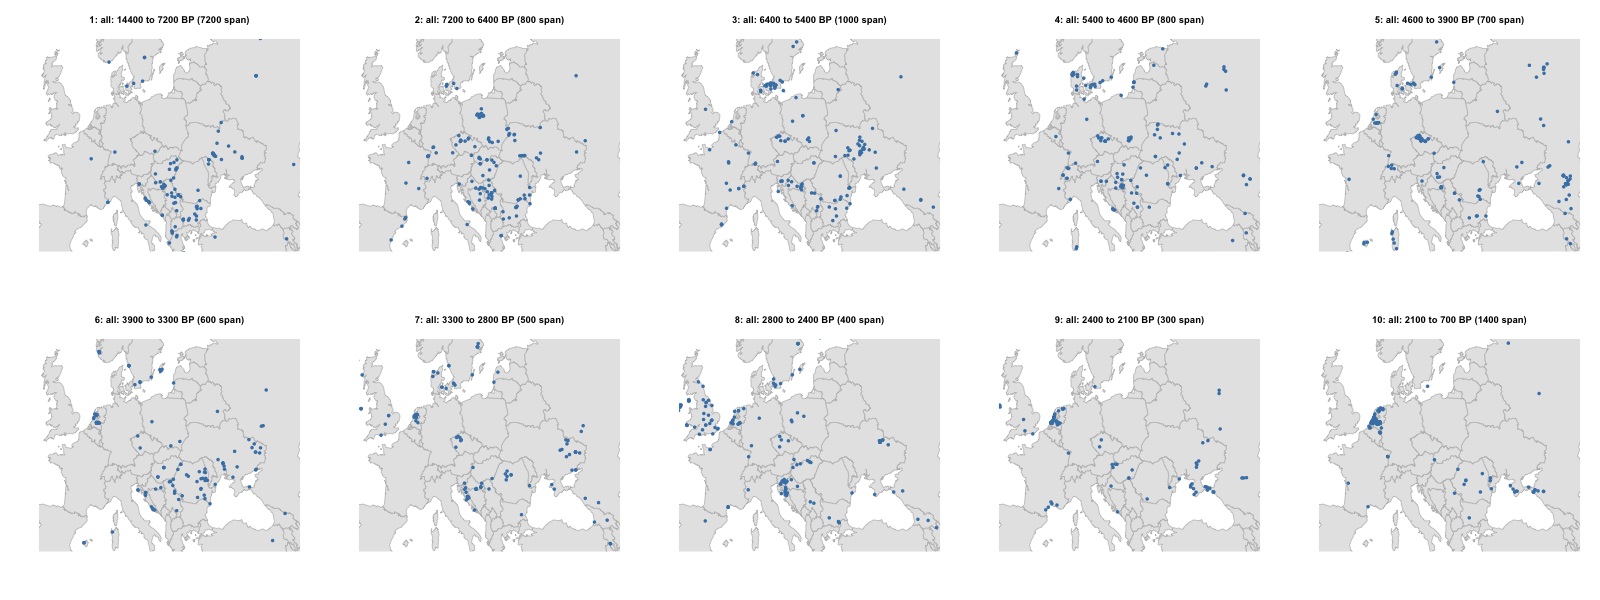 1: all: 14400 to 7200 BP (7200 span)
2: all: 7200 to 6400 BP (800 span)
3: all: 6400 to 5400 BP (1000 span)
4: all: 5400 to 4600 BP (800 span)
5: all: 4600 to 3900 BP (700 span)
6: all: 3900 to 3300 BP (600 span)
7: all: 3300 to 2800 BP (500 span)
8: all: 2800 to 2400 BP (400 span)
9: all: 2400 to 2100 BP (300 span)
10: all: 2100 to 700 BP (1400 span)